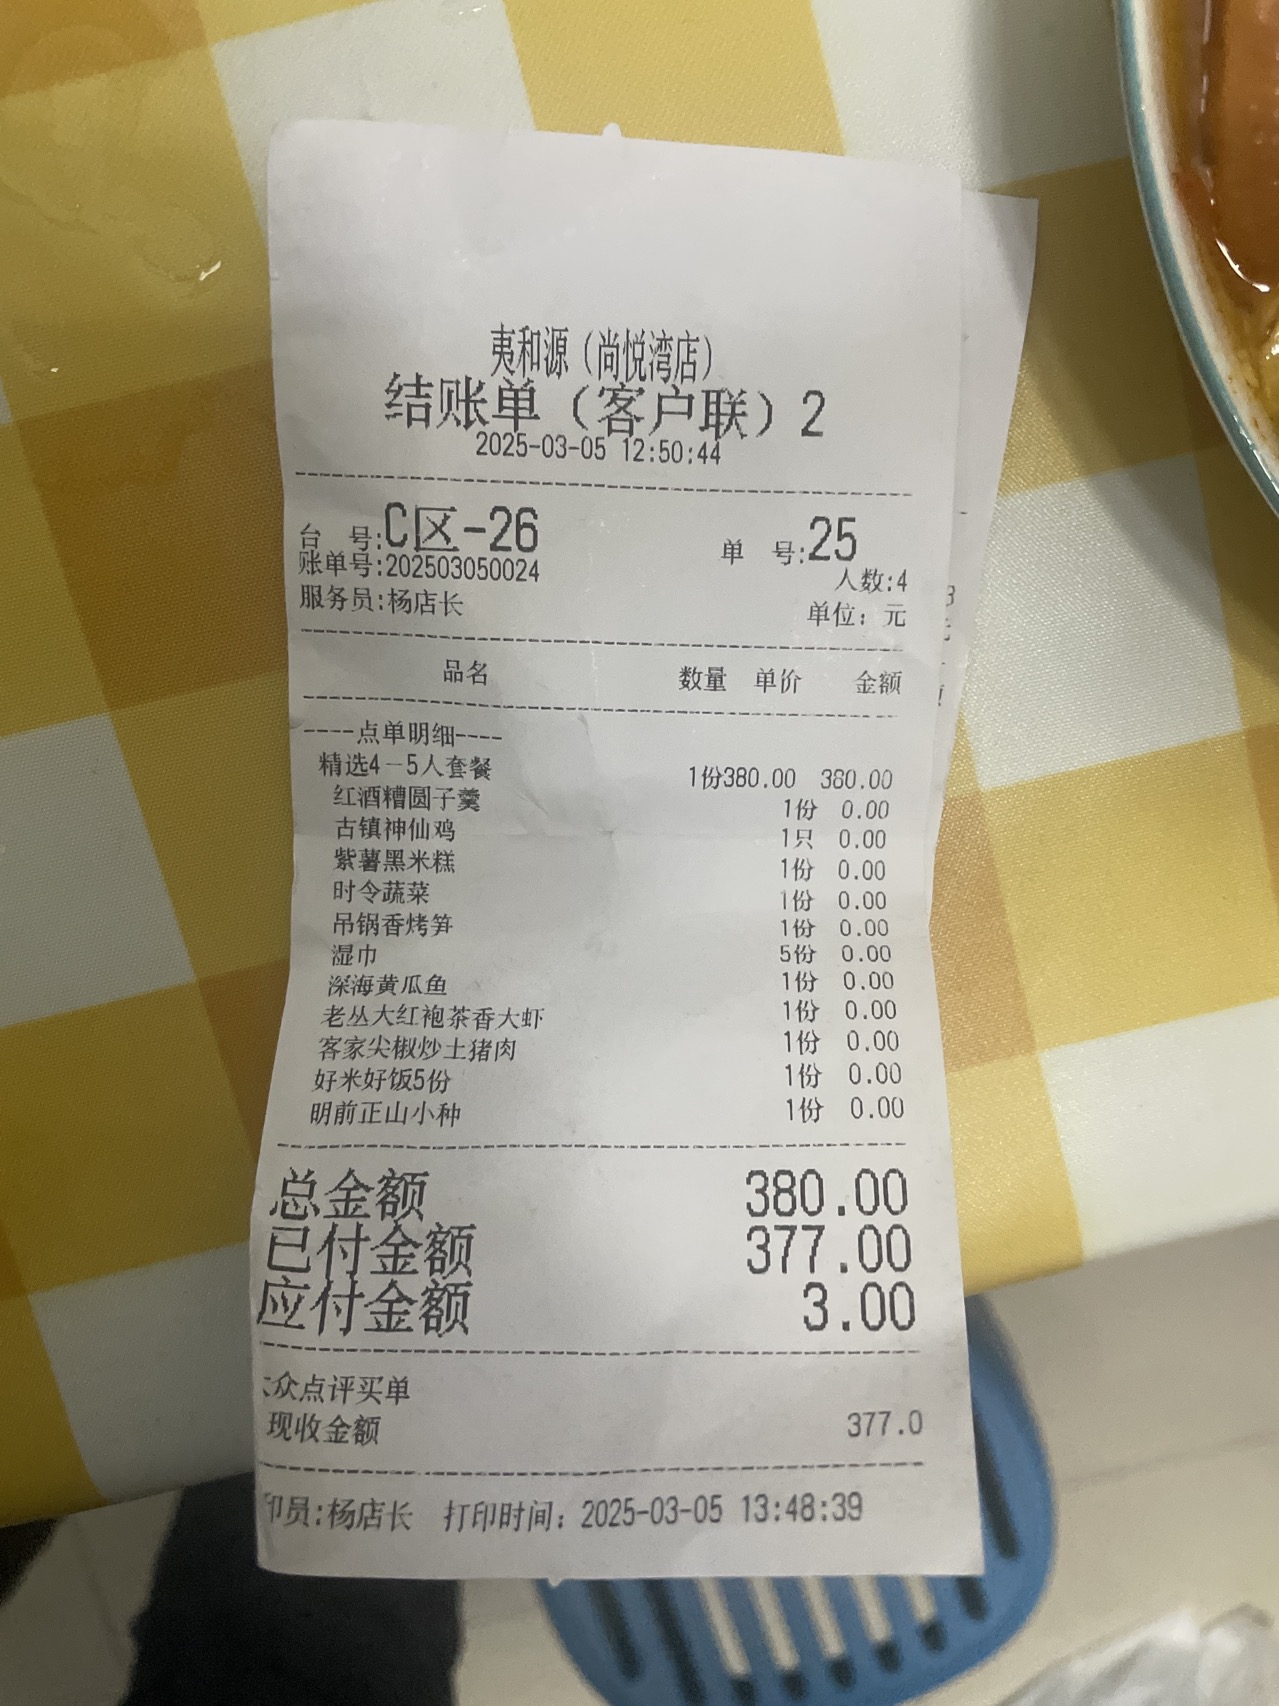 夷和源（尚悦湾店）
结账单（客户联）2
2025-03-05 12:50:44
台 号:C区-26 单 号:25
账单号:202503050024 人数:4
服务员:杨店长 单位：元
品名 数量 单价 金额
----点单明细----
精选4－5人套餐 1份380.00 380.00
红酒糟圆子羹 1份 0.00
古镇神仙鸡 1只 0.00
紫薯黑米糕 1份 0.00
时令蔬菜 1份 0.00
吊锅香烤笋 1份 0.00
湿巾 5份 0.00
深海黄瓜鱼 1份 0.00
老丛大红袍茶香大虾 1份 0.00
客家尖椒炒土猪肉 1份 0.00
好米好饭5份 1份 0.00
明前正山小种 1份 0.00
总金额 380.00
已付金额 377.00
应付金额 3.00
众点评买单
现收金额 377.0
印员:杨店长 打印时间：2025-03-05 13:48:39